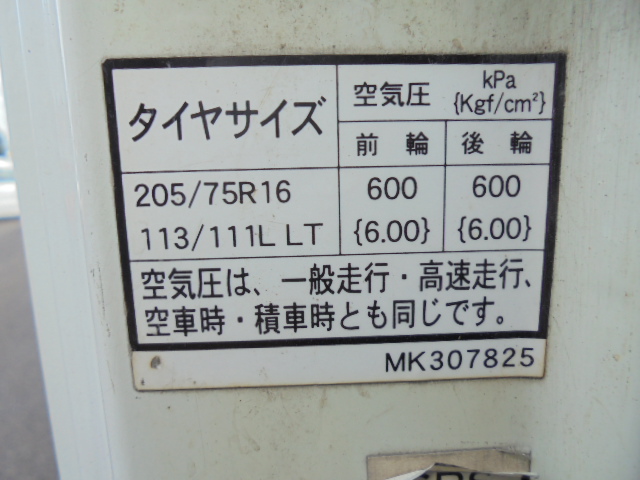 タイヤサイズ 空気圧 kPa
{Kgf/cm²}
前輪 後輪
205/75R16 600 600
113/111L LT {6.00} {6.00}
空気圧は、一般走行・高速走行、
空車時・積車時とも同じです。
MK307825